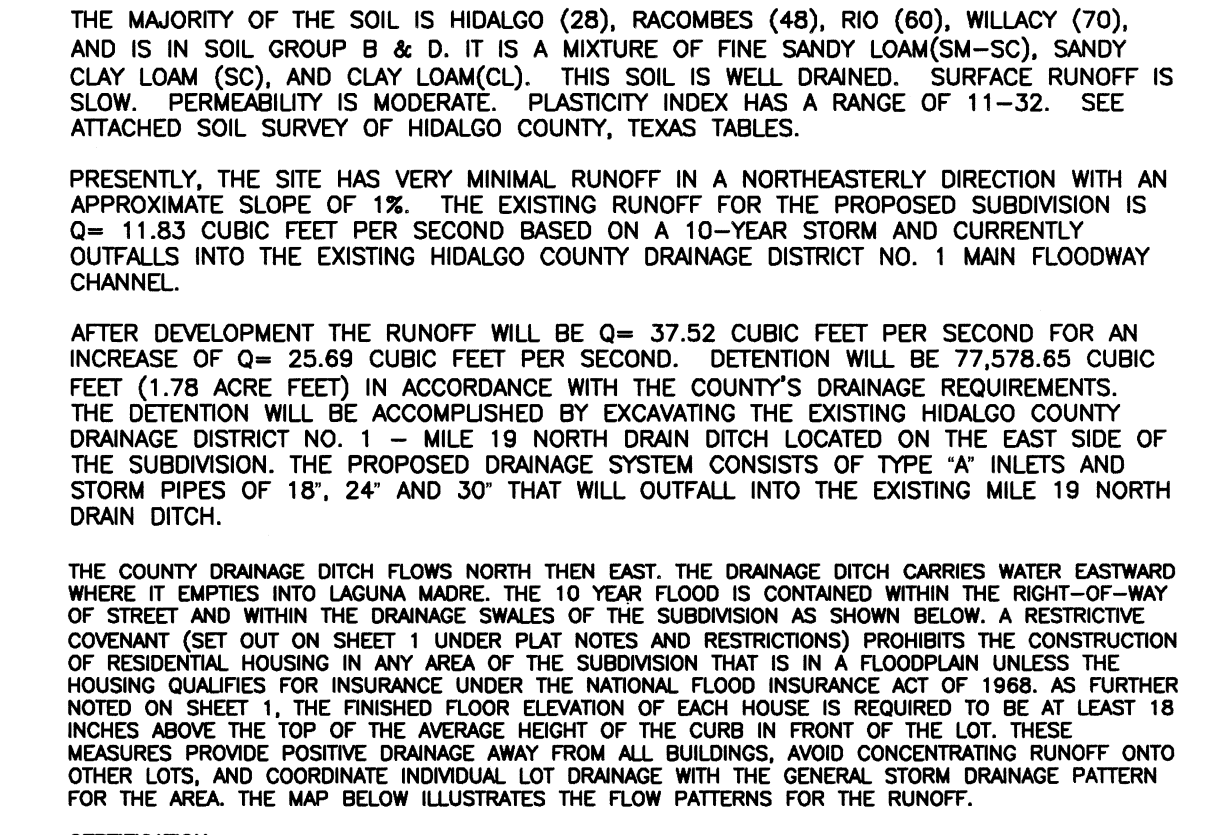 THE MAJORITY OF THE SOIL IS HIDALGO (28), RACOMBES (48), RIO (60), WILLACY (70),
AND IS IN SOIL GROUP B & D. IT IS A MIXTURE OF FINE SANDY LOAM(SM-SC), SANDY
CLAY LOAM (SC), AND CLAY LOAM(CL). THIS SOIL IS WELL DRAINED. SURFACE RUNOFF IS
SLOW. PERMEABILITY IS MODERATE. PLASTICITY INDEX HAS A RANGE OF 11-32. SEE
ATTACHED SOIL SURVEY OF HIDALGO COUNTY, TEXAS TABLES.
PRESENTLY, THE SITE HAS VERY MINIMAL RUNOFF IN A NORTHEASTERLY DIRECTION WITH AN
APPROXIMATE SLOPE OF 1%. THE EXISTING RUNOFF FOR THE PROPOSED SUBDIVISION IS
Q= 11.83 CUBIC FEET PER SECOND BASED ON A 10-YEAR STORM AND CURRENTLY
OUTFALLS INTO THE EXISTING HIDALGO COUNTY DRAINAGE DISTRICT NO. 1 MAIN FLOODWAY
CHANNEL.
AFTER DEVELOPMENT THE RUNOFF WILL BE Q= 37.52 CUBIC FEET PER SECOND FOR AN
INCREASE OF Q= 25.69 CUBIC FEET PER SECOND. DETENTION WILL BE 77,578.65 CUBIC
FEET (1.78 ACRE FEET) IN ACCORDANCE WITH THE COUNTY'S DRAINAGE REQUIREMENTS.
THE DETENTION WILL BE ACCOMPLISHED BY EXCAVATING THE EXISTING HIDALGO COUNTY
DRAINAGE DISTRICT NO. 1 - MILE 19 NORTH DRAIN DITCH LOCATED ON THE EAST SIDE OF
THE SUBDIVISION. THE PROPOSED DRAINAGE SYSTEM CONSISTS OF TYPE "A" INLETS AND
STORM PIPES OF 18", 24" AND 30" THAT WILL OUTFALL INTO THE EXISTING MILE 19 NORTH
DRAIN DITCH.
THE COUNTY DRAINAGE DITCH FLOWS NORTH THEN EAST. THE DRAINAGE DITCH CARRIES WATER EASTWARD
WHERE IT EMPTIES INTO LAGUNA MADRE. THE 10 YEAR FLOOD IS CONTAINED WITHIN THE RIGHT-OF-WAY
OF STREET AND WITHIN THE DRAINAGE SWALES OF THE SUBDIVISION AS SHOWN BELOW. A RESTRICTIVE
COVENANT (SET OUT ON SHEET 1 UNDER PLAT NOTES AND RESTRICTIONS) PROHIBITS THE CONSTRUCTION
OF RESIDENTIAL HOUSING IN ANY AREA OF THE SUBDIVISION THAT IS IN A FLOODPLAIN UNLESS THE
HOUSING QUALIFIES FOR INSURANCE UNDER THE NATIONAL FLOOD INSURANCE ACT OF 1968. AS FURTHER
NOTED ON SHEET 1, THE FINISHED FLOOR ELEVATION OF EACH HOUSE IS REQUIRED TO BE AT LEAST 18
INCHES ABOVE THE TOP OF THE AVERAGE HEIGHT OF THE CURB IN FRONT OF THE LOT. THESE
MEASURES PROVIDE POSITIVE DRAINAGE AWAY FROM ALL BUILDINGS, AVOID CONCENTRATING RUNOFF ONTO
OTHER LOTS, AND COORDINATE INDIVIDUAL LOT DRAINAGE WITH THE GENERAL STORM DRAINAGE PATTERN
FOR THE AREA. THE MAP BELOW ILLUSTRATES THE FLOW PATTERNS FOR THE RUNOFF.